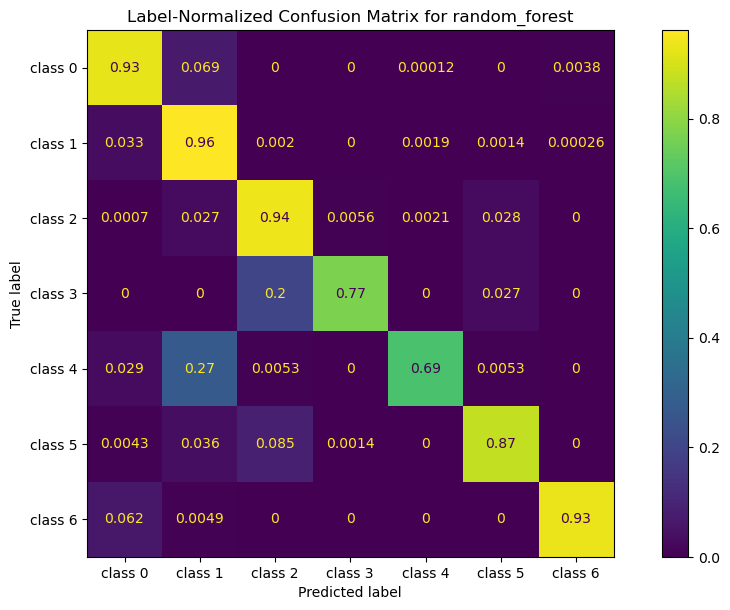 Label-Normalized Confusion Matrix for random_forest
class 0 0.93 0.069 0 0 0.00012 0 0.0038
class 1 0.033 0.96 0.002 0 0.0019 0.0014 0.00026
class 2 0.0007 0.027 0.94 0.0056 0.0021 0.028 0
class 3 0 0 0.2 0.77 0 0.027 0
class 4 0.029 0.27 0.0053 0 0.69 0.0053 0
class 5 0.0043 0.036 0.085 0.0014 0 0.87 0
class 6 0.062 0.0049 0 0 0 0 0.93
class 0 class 1 class 2 class 3 class 4 class 5 class 6
Predicted label
True label
0.8
0.6
0.4
0.2
0.0